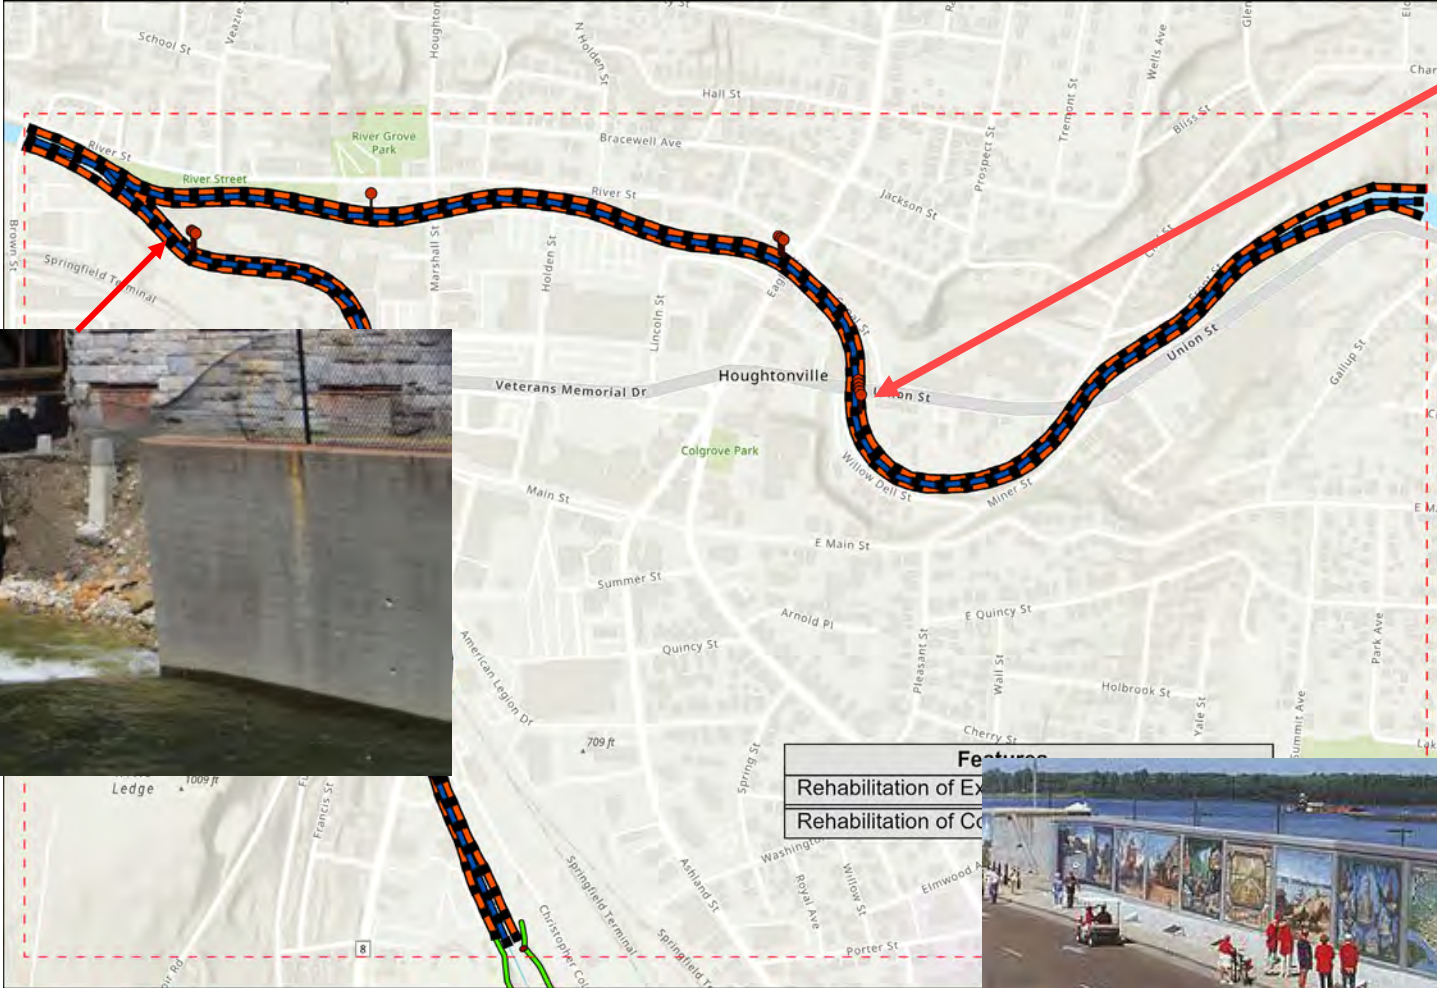 School St
Houghton
N Holden St
Hall St
Wells Ave
Tremont St
Bliss St
River Grove
Park
Bracewell Ave
Prospect St
River St
River Street
River St
Jackson St
Brown St
Springfield Terminal
Marshall St
Holden St
Lincoln St
Union St
Gallup St
Houghtonville
Veterans Memorial Dr
Union St
Colgrove Park
Willow Dell St
Miner St
Main St
E Main St
Summer St
Arnold Pl
E Quincy St
Quincy St
Pleasant St
Wall St
Park Ave
American Legion Dr
Holbrook St
Yale St
Summit Ave
Cherry St
709 ft
Spring St
Features
1009 ft
Ledge
Rehabilitation of Ex
Rehabilitation of Co
Francis St
Washington
Ashland St
Willow St
Royal Ave
Elmwood A
Springfield Terminal
Christopher Co
Porter St
8
Springfield T